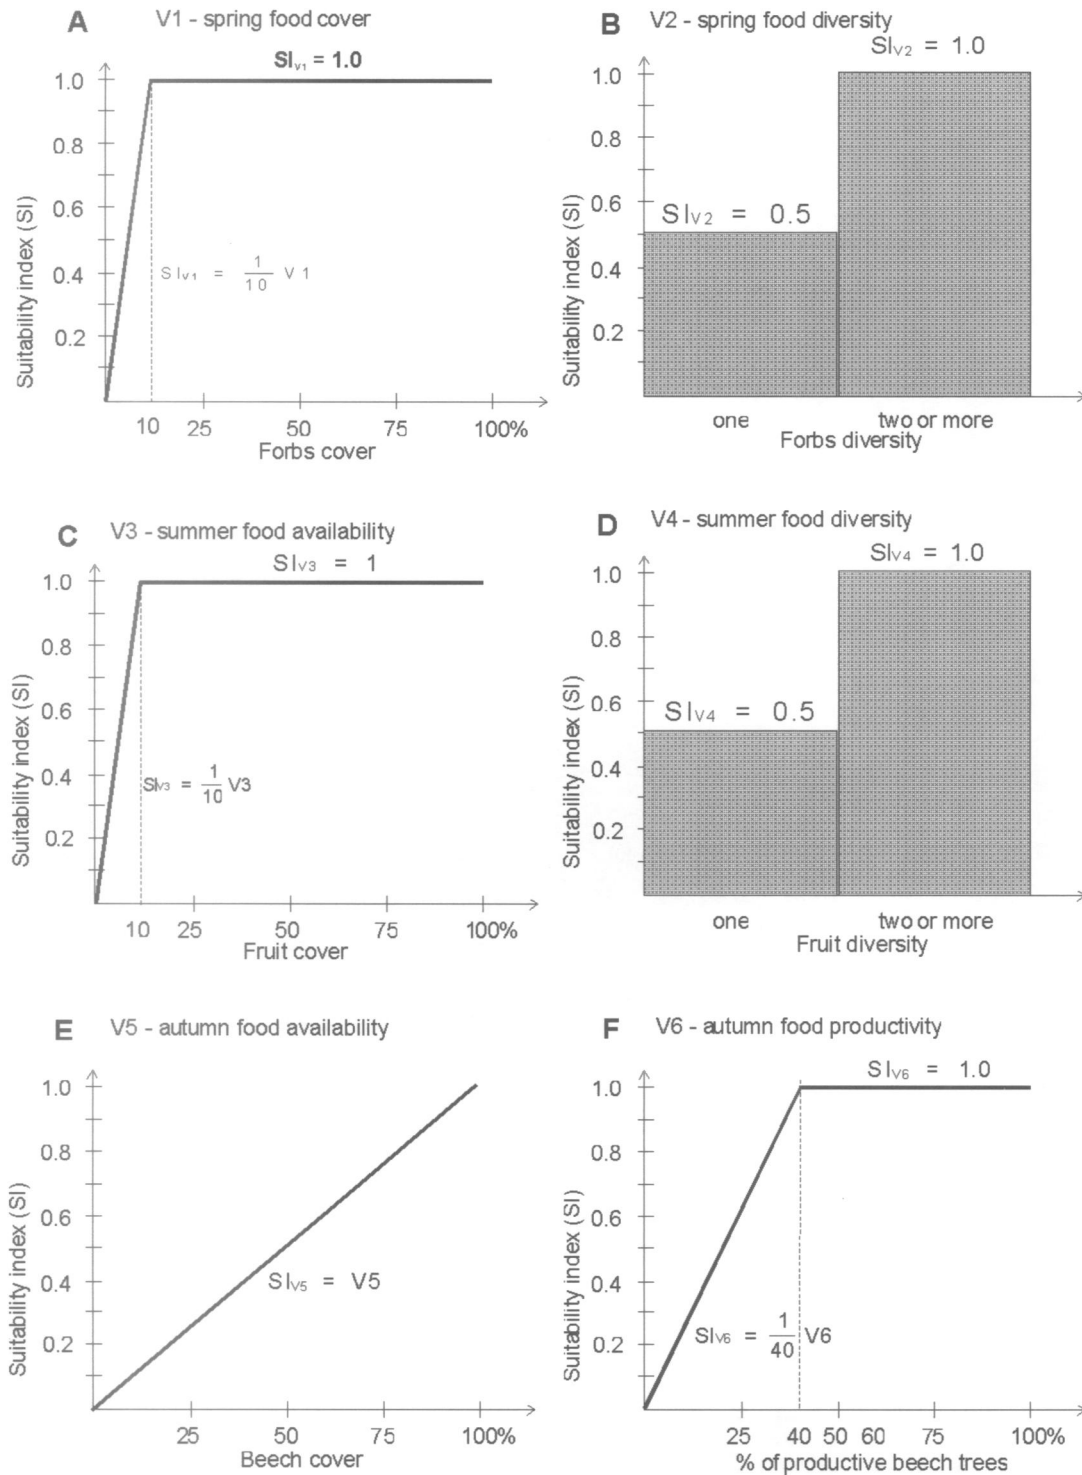 A V1 - spring food cover
SIv1 = 1.0
1.0
0.8
0.6
0.4
0.2
Suitability index (SI)
SIv1 = 1/10 V1
10 25 50 75 100%
Forbs cover
B V2 - spring food diversity
SIV2 = 1.0
1.0
0.8
0.6
0.4
0.2
Suitability index (SI)
SIV2 = 0.5
one two or more
Forbs diversity
C V3 - summer food availability
SIV3 = 1
1.0
0.8
0.6
0.4
0.2
Suitability index (SI)
SIV3 = 1/10 V3
10 25 50 75 100%
Fruit cover
D V4 - summer food diversity
SIV4 = 1.0
1.0
0.8
0.6
0.4
0.2
Suitability index (SI)
SIV4 = 0.5
one two or more
Fruit diversity
E V5 - autumn food availability
1.0
0.8
0.6
0.4
0.2
Suitability index (SI)
SIV5 = V5
25 50 75 100%
Beech cover
F V6 - autumn food productivity
SIV6 = 1.0
1.0
0.8
0.6
0.4
0.2
Suitability index (SI)
SIV6 = 1/40 V6
25 40 50 60 75 100%
% of productive beech trees